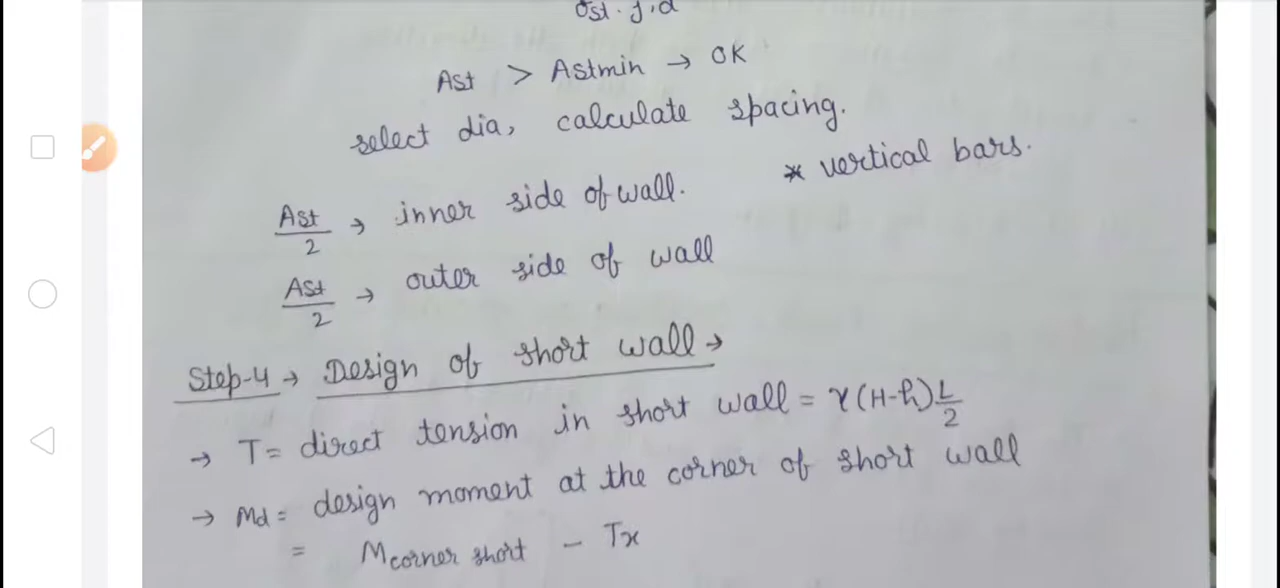 σst. j.d
Ast > Astmin → OK
select dia, calculate spacing.
* vertical bars.
Ast/2 → inner side of wall.
Ast/2 → outer side of wall
Step-4 → Design of short wall →
→ T = direct tension in short wall = γ(H-h)L/2
→ Md = design moment at the corner of short wall
= Mcorner short - Tx